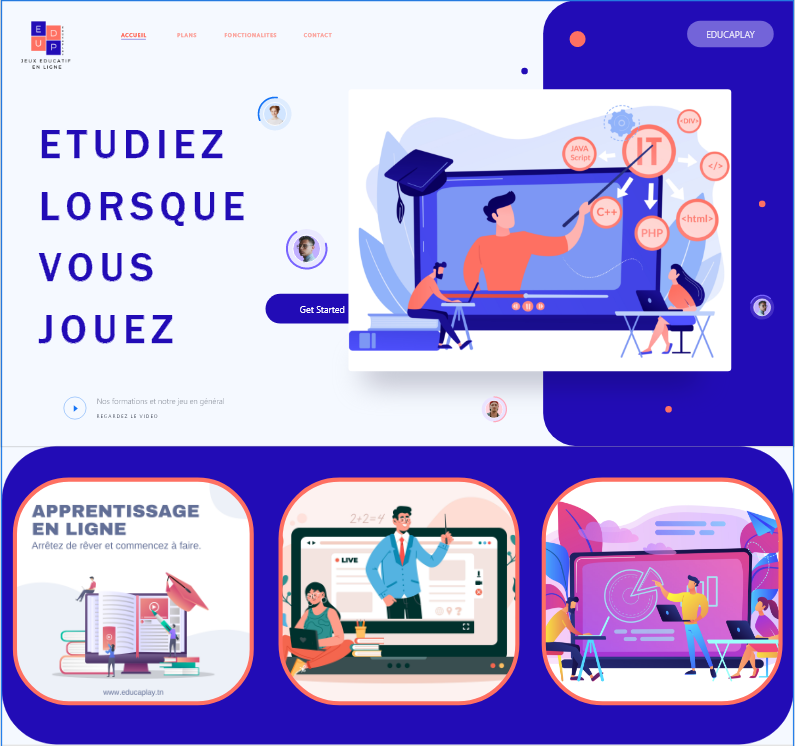 E D
U P
JEUX EDUCATIF
EN LIGNE
ACCUEIL PLANS FONCTIONALITES CONTACT
EDUCAPLAY
ETUDIEZ
LORSQUE
VOUS
JOUEZ
Get Started
Nos formations et notre jeu en général
REGARDEZ LE VIDEO
IT
<DIV>
JAVA
Script
</>
C++
PHP
<html>
APPRENTISSAGE
EN LIGNE
Arrêtez de rêver et commencez à faire.
www.educaplay.tn
2+2=4
LIVE